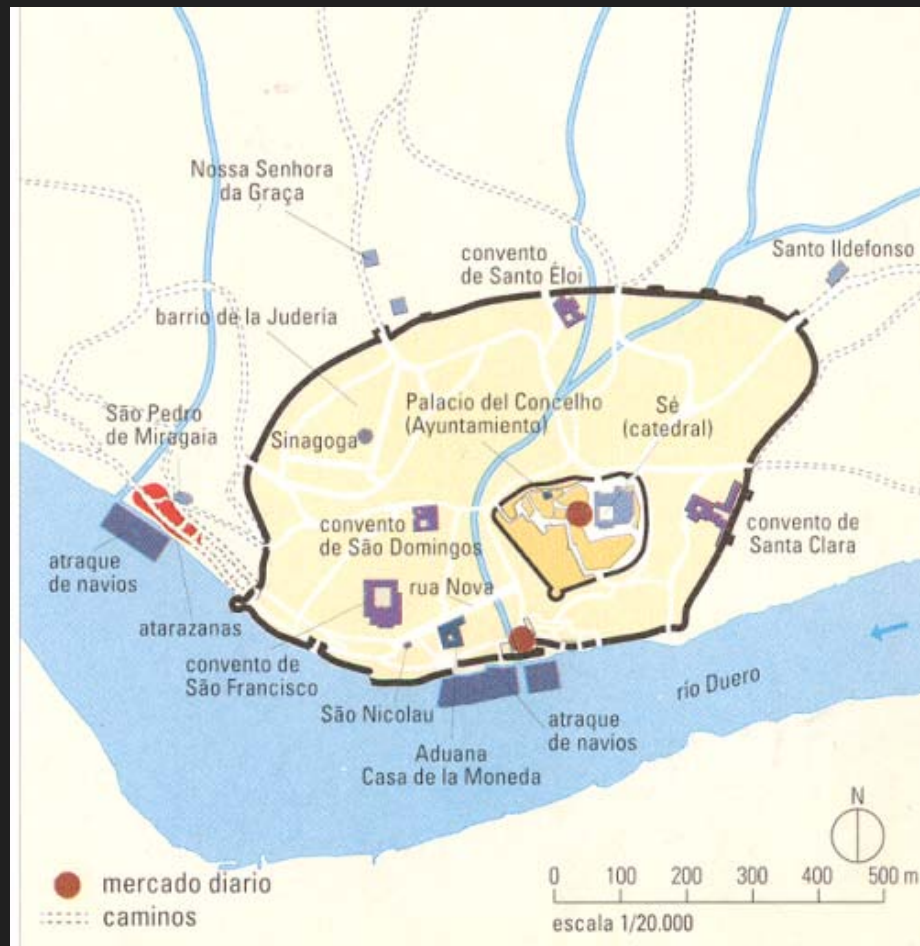 Nossa Senhora
da Graça
convento
de Santo Éloi
Santo Ildefonso
barrio de la Judería
São Pedro
de Miragaia
Sinagoga
Palacio del Concelho
(Ayuntamiento)
Sé
(catedral)
convento
de São Domingos
convento de
Santa Clara
atraque
de navios
rua Nova
atarazanas
convento de
São Francisco
São Nicolau
río Duero
atraque
de navios
Aduana
Casa de la Moneda
N
mercado diario
caminos
0 100 200 300 400 500 m
escala 1/20.000